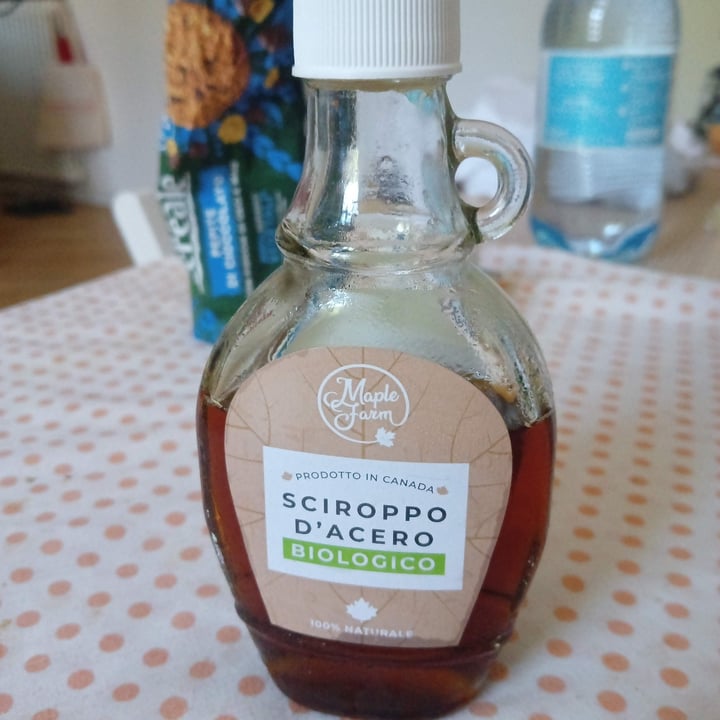 Maple
Farm
PRODOTTO IN CANADA
SCIROPPO
D'ACERO
BIOLOGICO
100% NATURALE